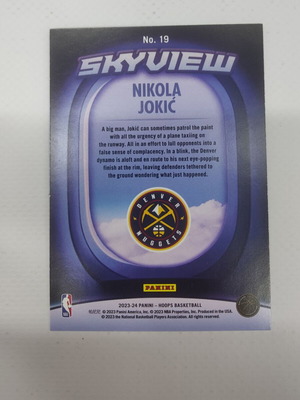 No. 19
SKYVIEW
NIKOLA
JOKIĆ
A big man, Jokić can sometimes patrol the paint
with all the urgency of a plane taxiing on
the runway. All in an effort to lull opponents into a
false sense of complacency. In a blink, the Denver
dynamo is aloft and en route to his next eye-popping
finish at the rim, leaving defenders tethered to
the ground wondering what just happened.
DENVER
NUGGETS
PANINI
2023-24 PANINI - HOOPS BASKETBALL
© 2023 Panini America, Inc. © 2023 NBA Properties, Inc. Produced in the USA.
© 2023 the National Basketball Players Association. All rights reserved.
NBA